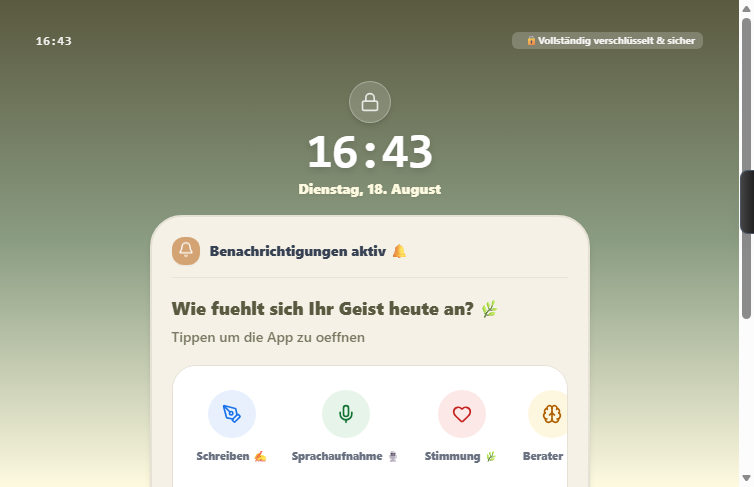 16:43
🔒 Vollständig verschlüsselt & sicher
16:43
Dienstag, 18. August
Benachrichtigungen aktiv 🔔
Wie fuehlt sich Ihr Geist heute an? 🌿
Tippen um die App zu oeffnen
Schreiben ✍️ Sprachaufnahme 🎙️ Stimmung 🌿 Berater